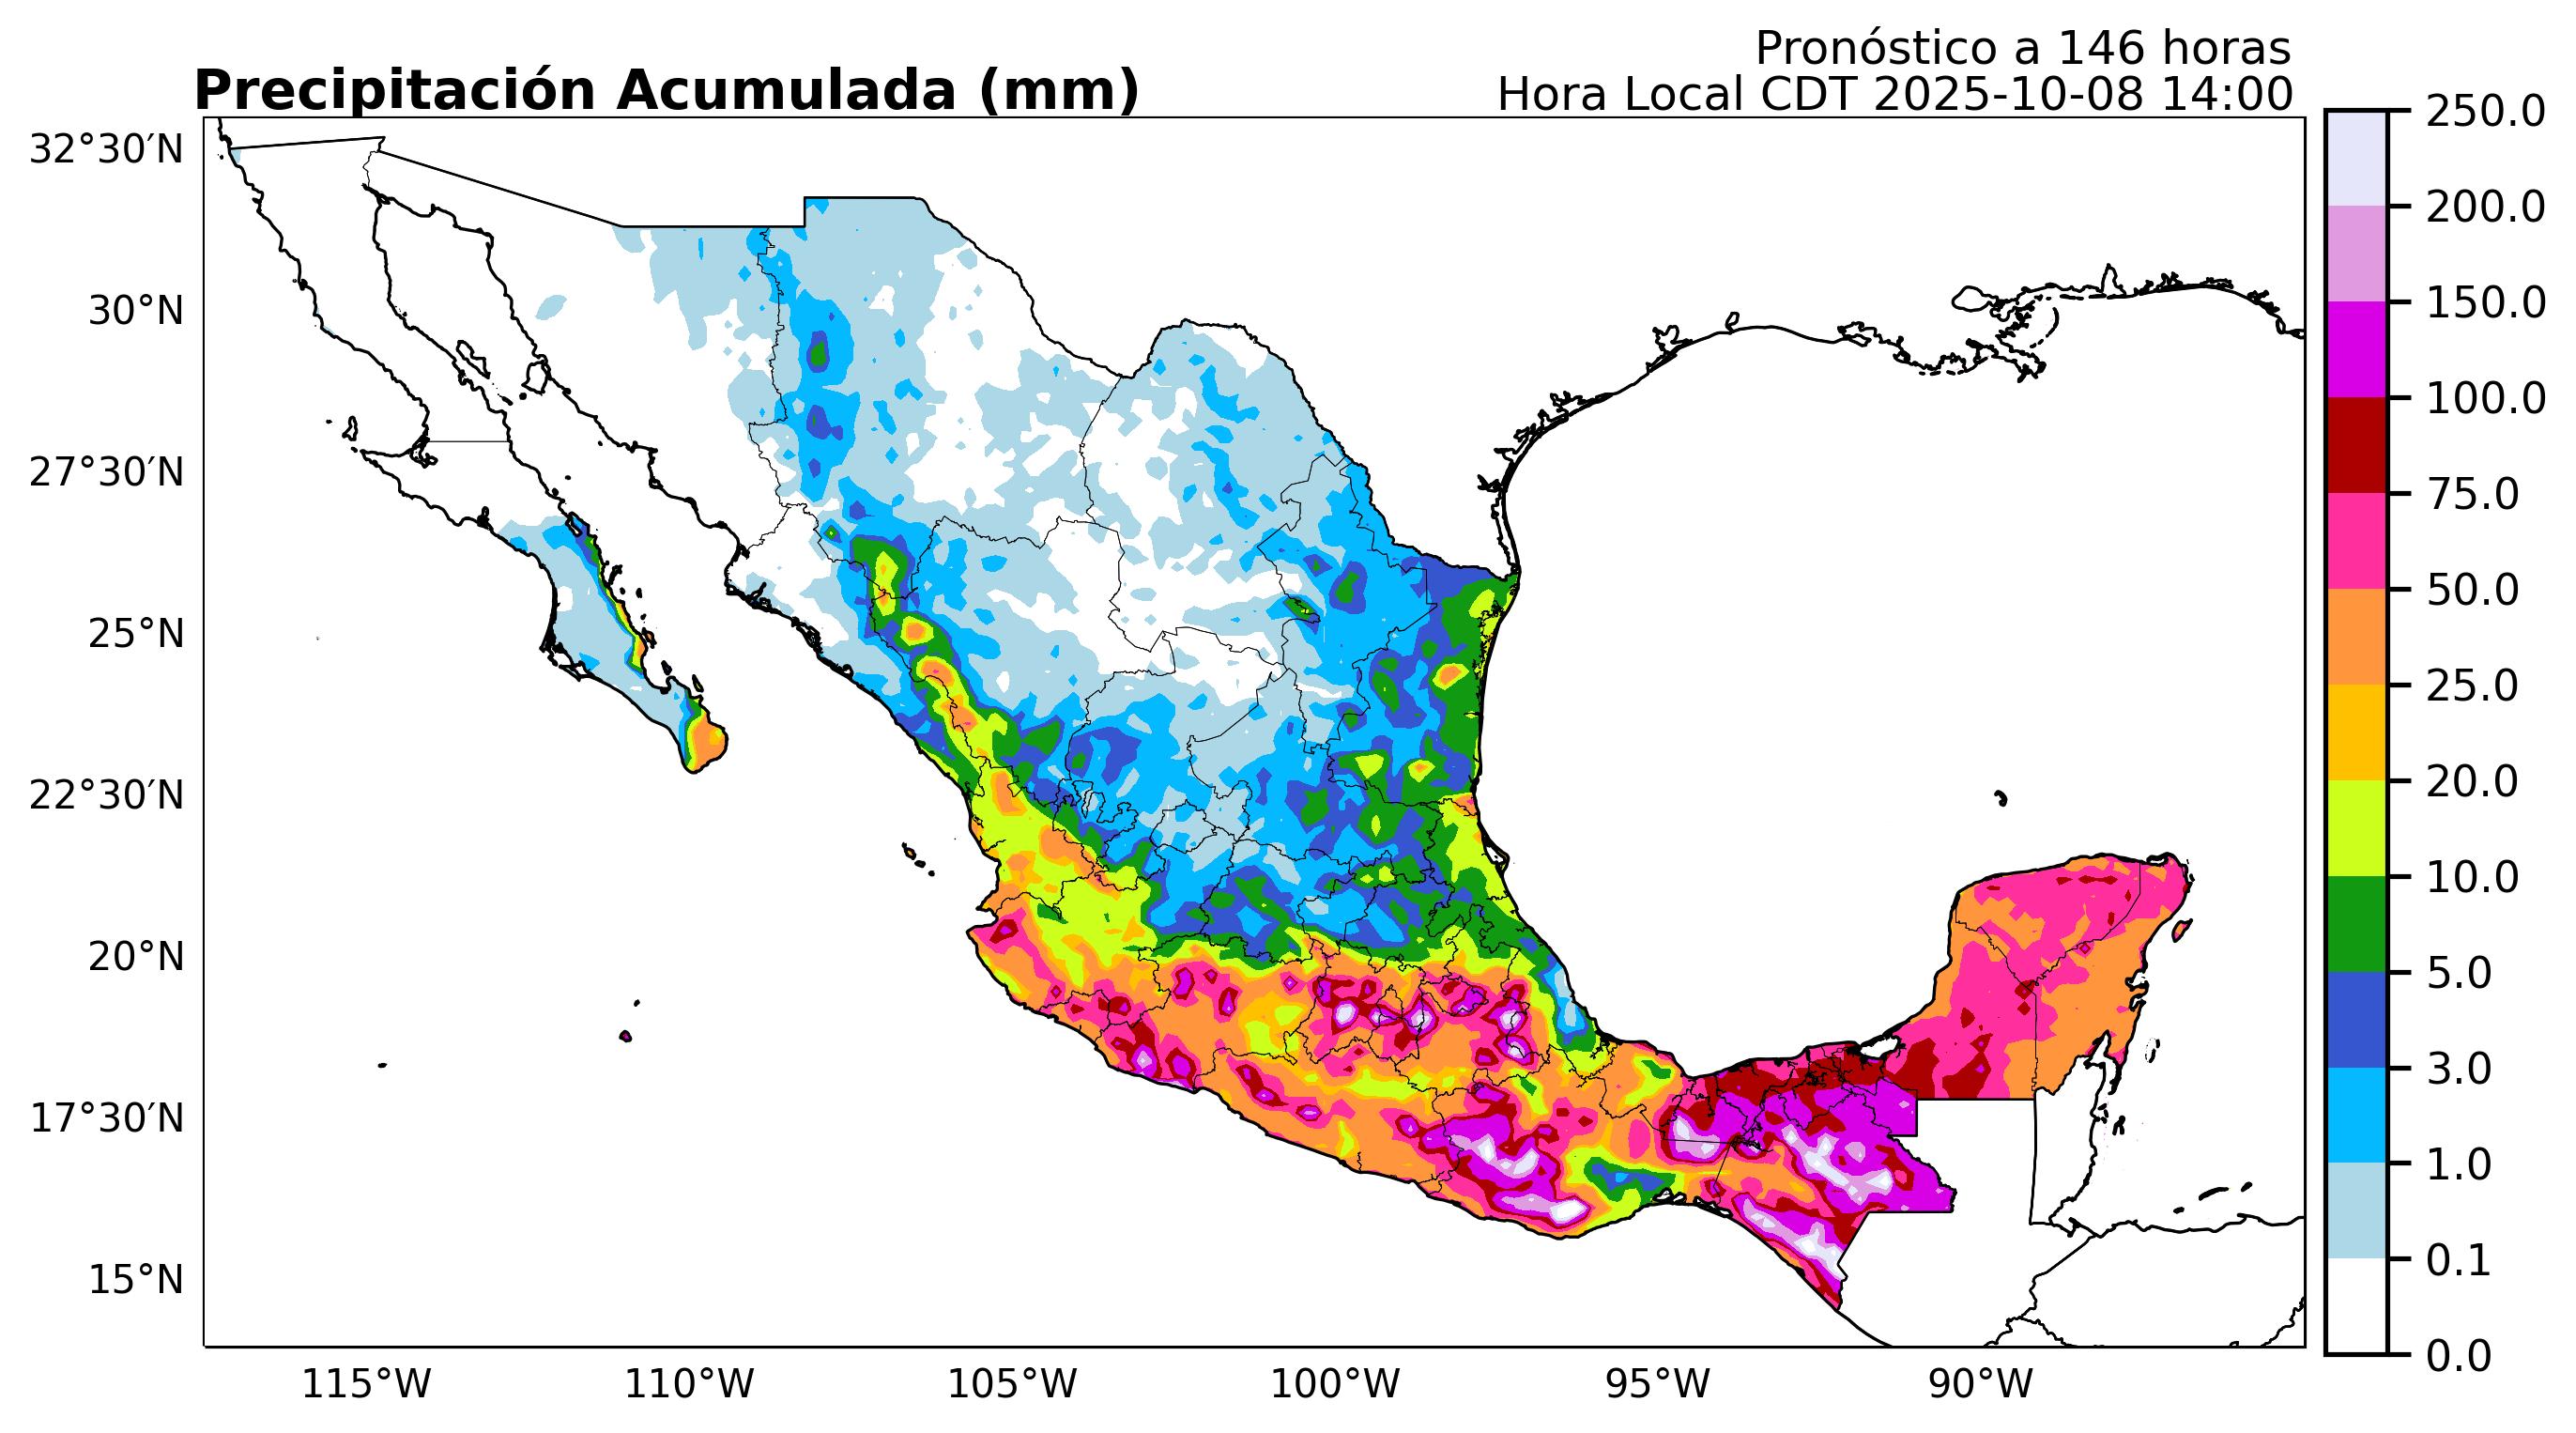 Pronóstico a 146 horas
Precipitación Acumulada (mm)
Hora Local CDT 2025-10-08 14:00
32°30′N
30°N
27°30′N
25°N
22°30′N
20°N
17°30′N
15°N
115°W
110°W
105°W
100°W
95°W
90°W
250.0
200.0
150.0
100.0
75.0
50.0
25.0
20.0
10.0
5.0
3.0
1.0
0.1
0.0